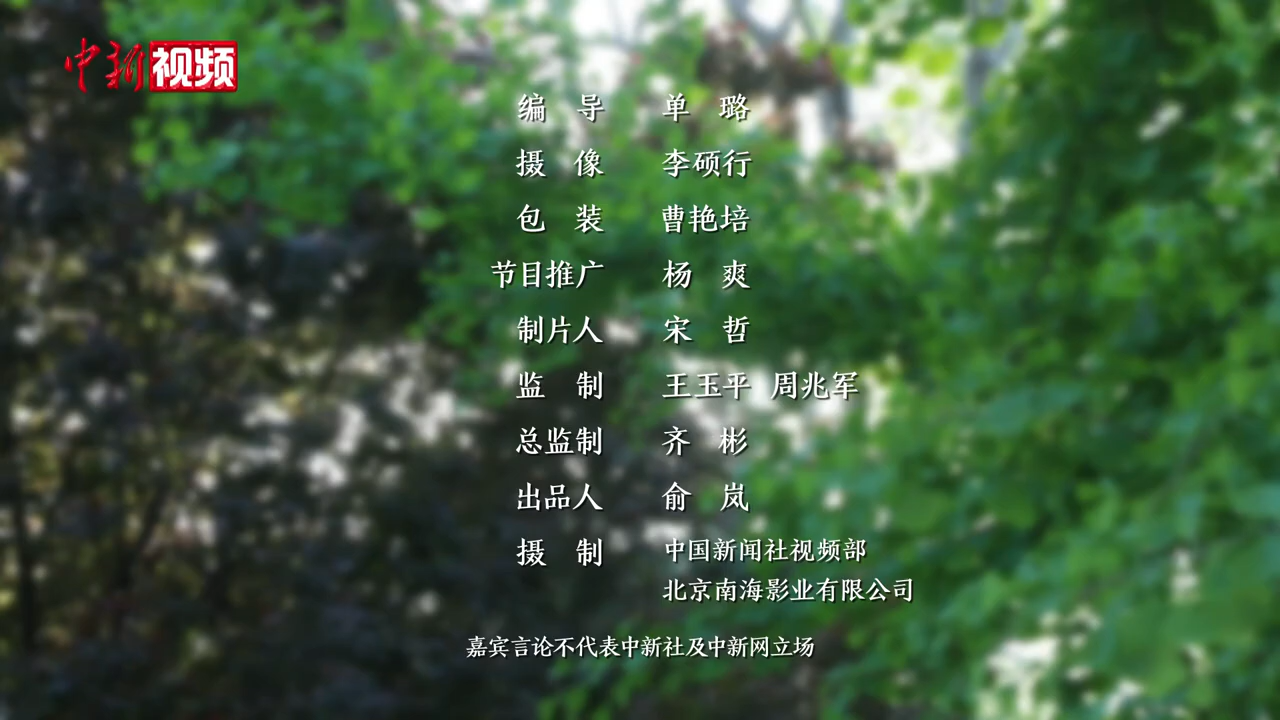 中新视频
编 导 单 璐
摄 像 李硕行
包 装 曹艳培
节目推广 杨 爽
制片人 宋 哲
监 制 王玉平 周兆军
总监制 齐 彬
出品人 俞 岚
摄 制 中国新闻社视频部
北京南海影业有限公司
嘉宾言论不代表中新社及中新网立场